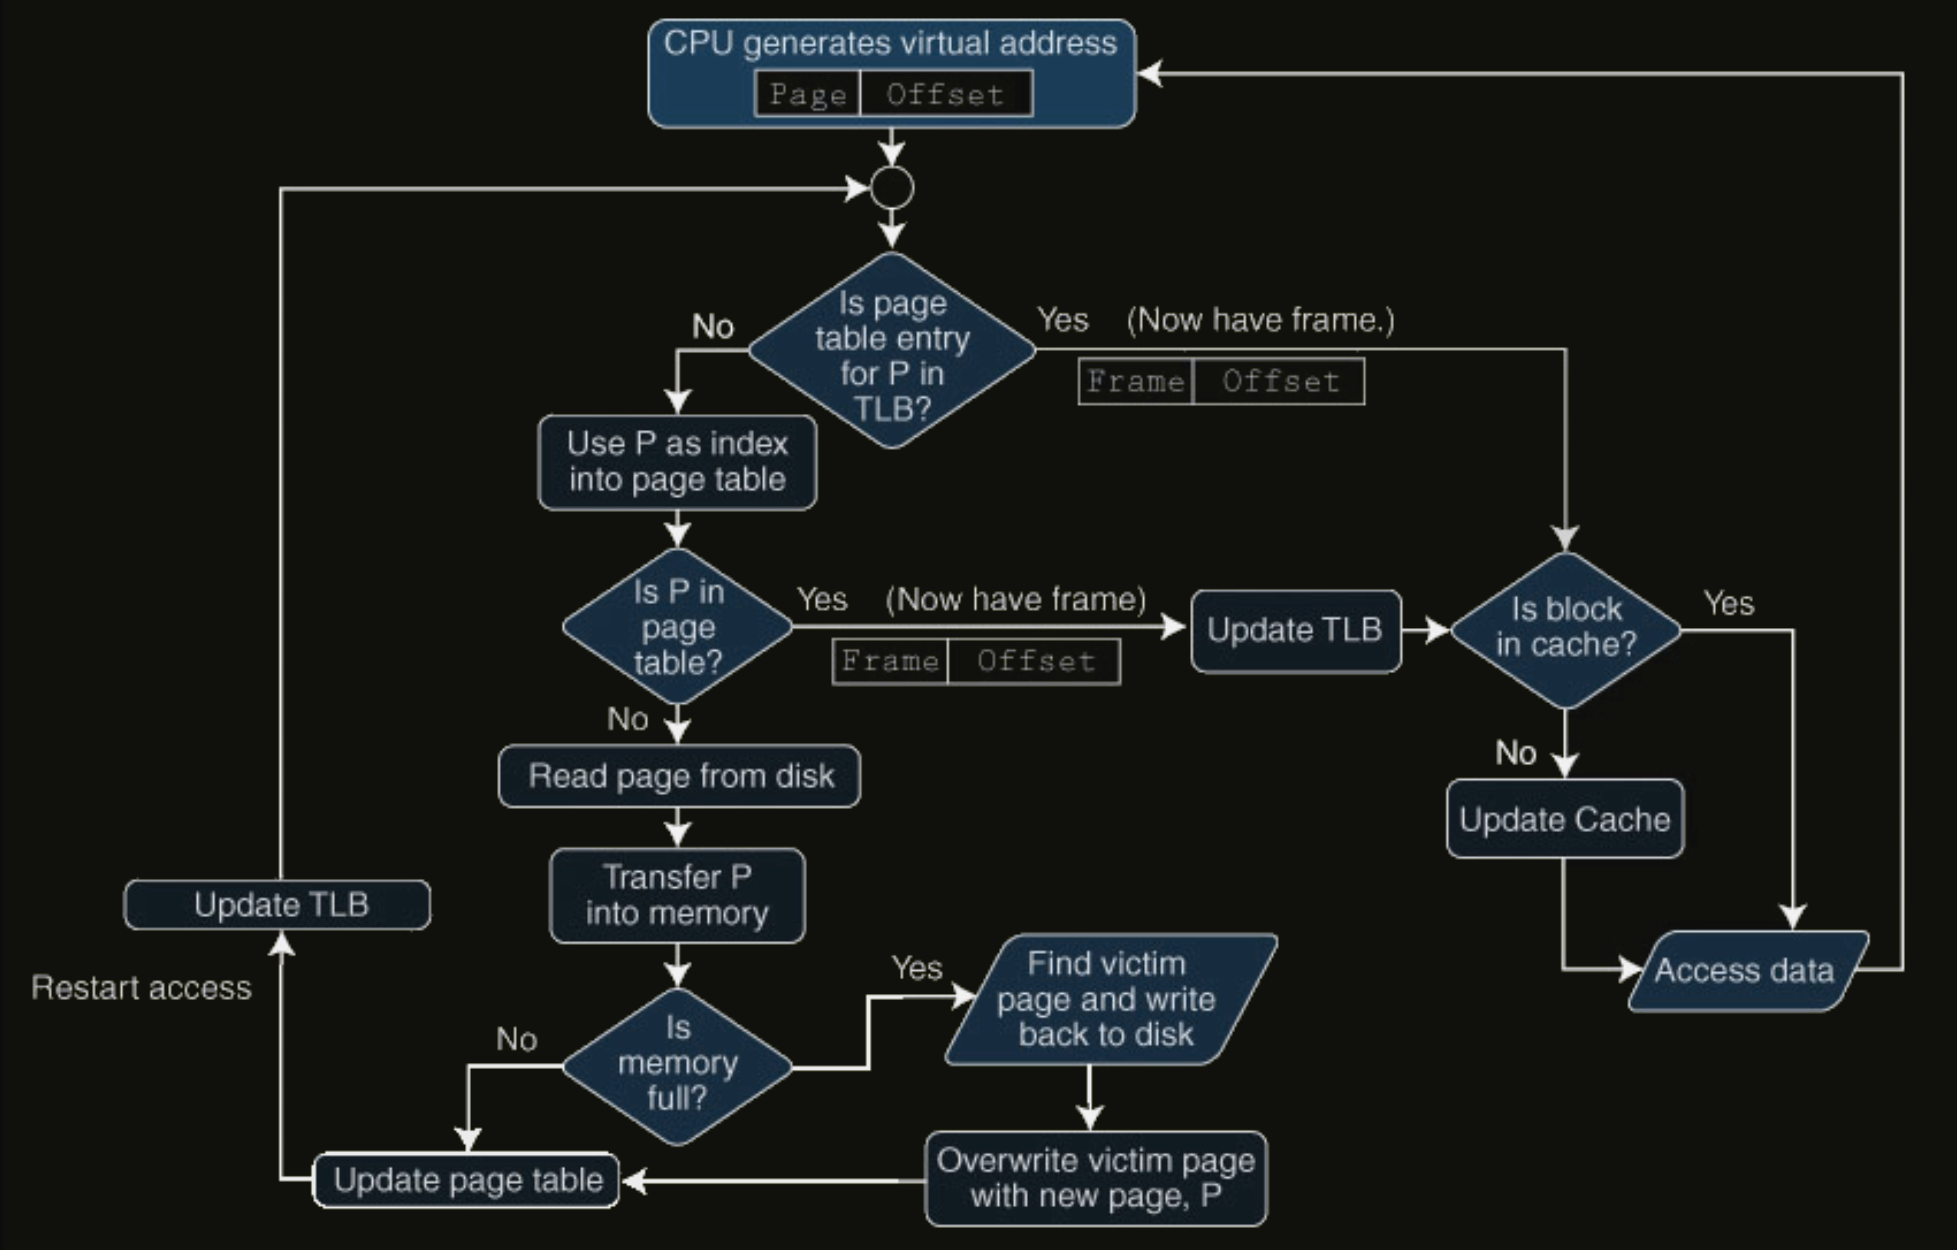 CPU generates virtual address
Page Offset
Is page
table entry
for P in
TLB?
No
Yes (Now have frame.)
Frame Offset
Use P as index
into page table
Is P in
page
table?
Yes (Now have frame)
Frame Offset
Update TLB
Is block
in cache?
Yes
No
Update Cache
Access data
No
Read page from disk
Transfer P
into memory
Is
memory
full?
Yes
Find victim
page and write
back to disk
Overwrite victim page
with new page, P
No
Update page table
Restart access
Update TLB